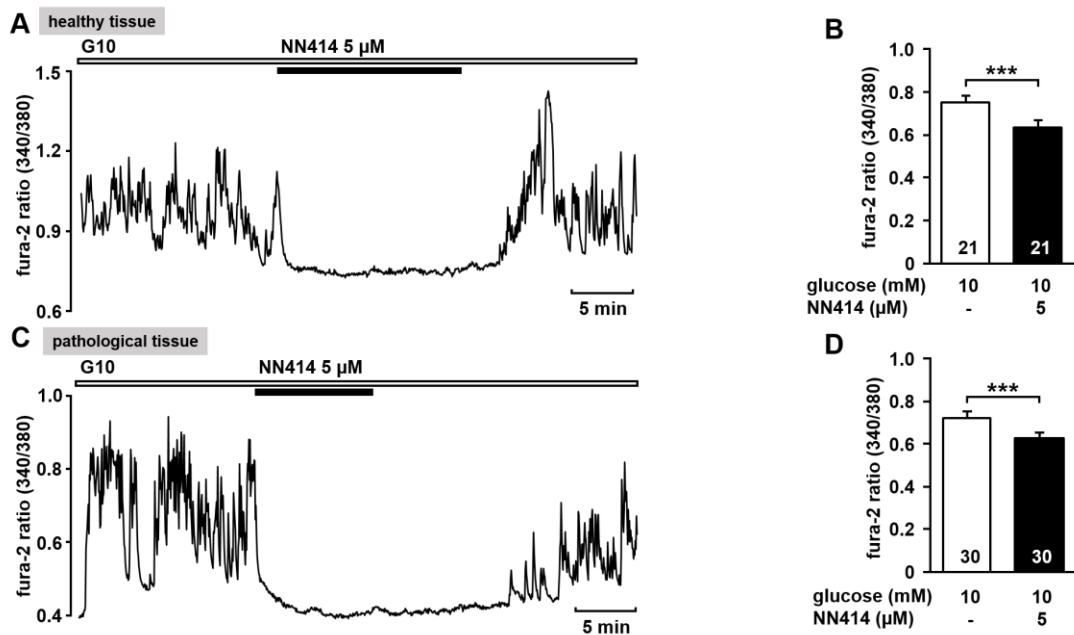 A healthy tissue
G10 NN414 5 µM
fura-2 ratio (340/380)
1.5
1.2
0.9
0.6
5 min
B
fura-2 ratio (340/380)
1.0
0.8
0.6
0.4
0.2
0
***
21 21
glucose (mM) 10 10
NN414 (µM) - 5
C pathological tissue
G10 NN414 5 µM
fura-2 ratio (340/380)
1.0
0.8
0.6
0.4
5 min
D
fura-2 ratio (340/380)
1.0
0.8
0.6
0.4
0.2
0
***
30 30
glucose (mM) 10 10
NN414 (µM) - 5